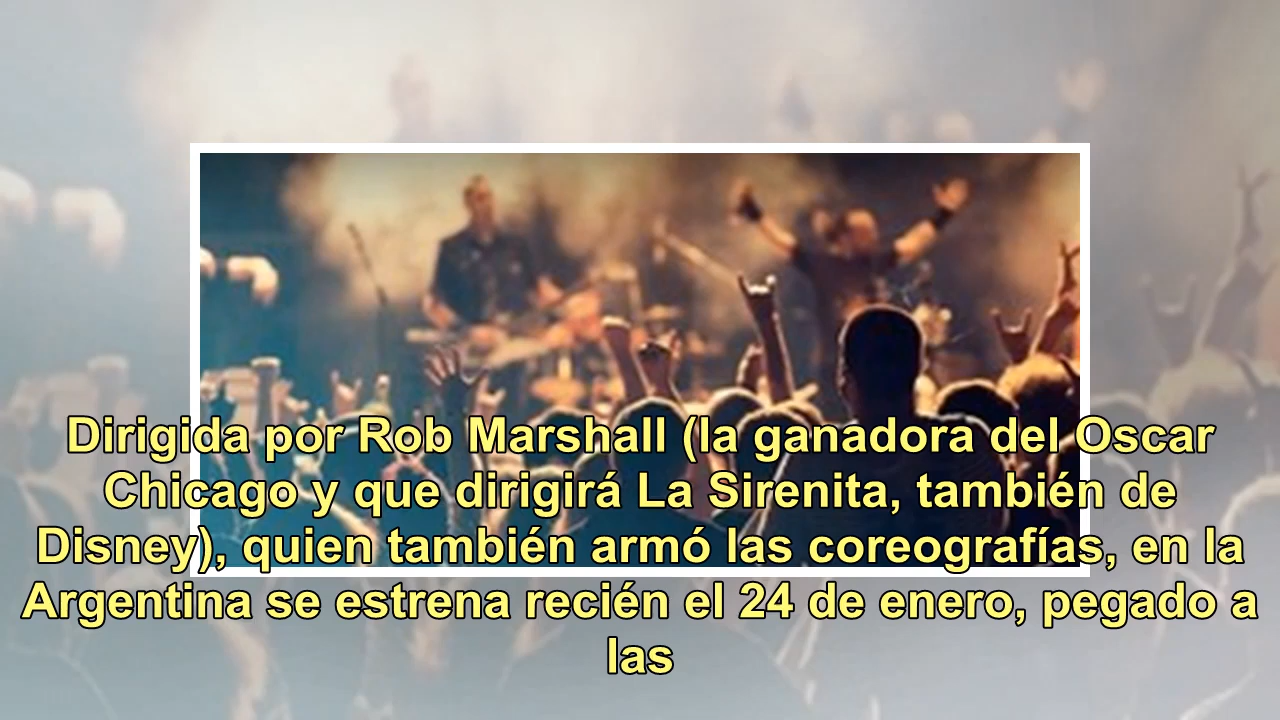 Dirigida por Rob Marshall (la ganadora del Oscar
Chicago y que dirigirá La Sirenita, también de
Disney), quien también armó las coreografías, en la
Argentina se estrena recién el 24 de enero, pegado a
las